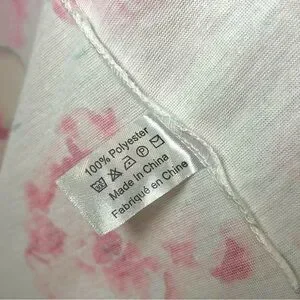 100% Polyester
Made in China
Fabriqué en Chine